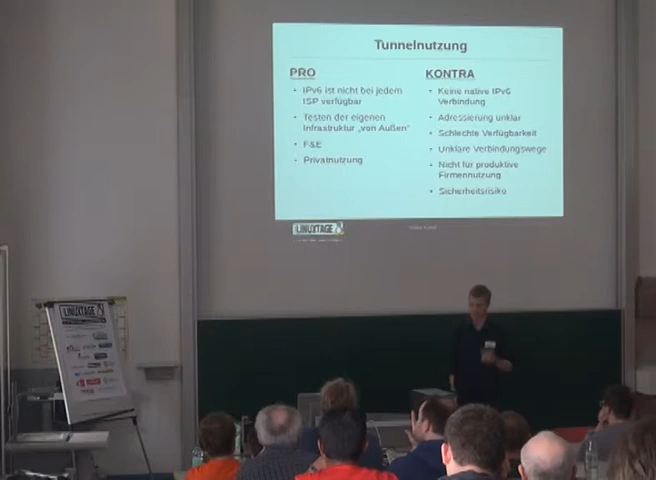 Tunnelnutzung
PRO
• IPv6 ist nicht bei jedem
ISP verfügbar
• Testen der eigenen
Infrastruktur „von Außen“
• F&E
• Privatnutzung
KONTRA
• Keine native IPv6
Verbindung
• Adressierung unklar
• Schlechte Verfügbarkeit
• Unklare Verbindungswege
• Nicht für produktive
Firmennutzung
• Sicherheitsrisiko
LINUXTAGE
LINUXTAGE